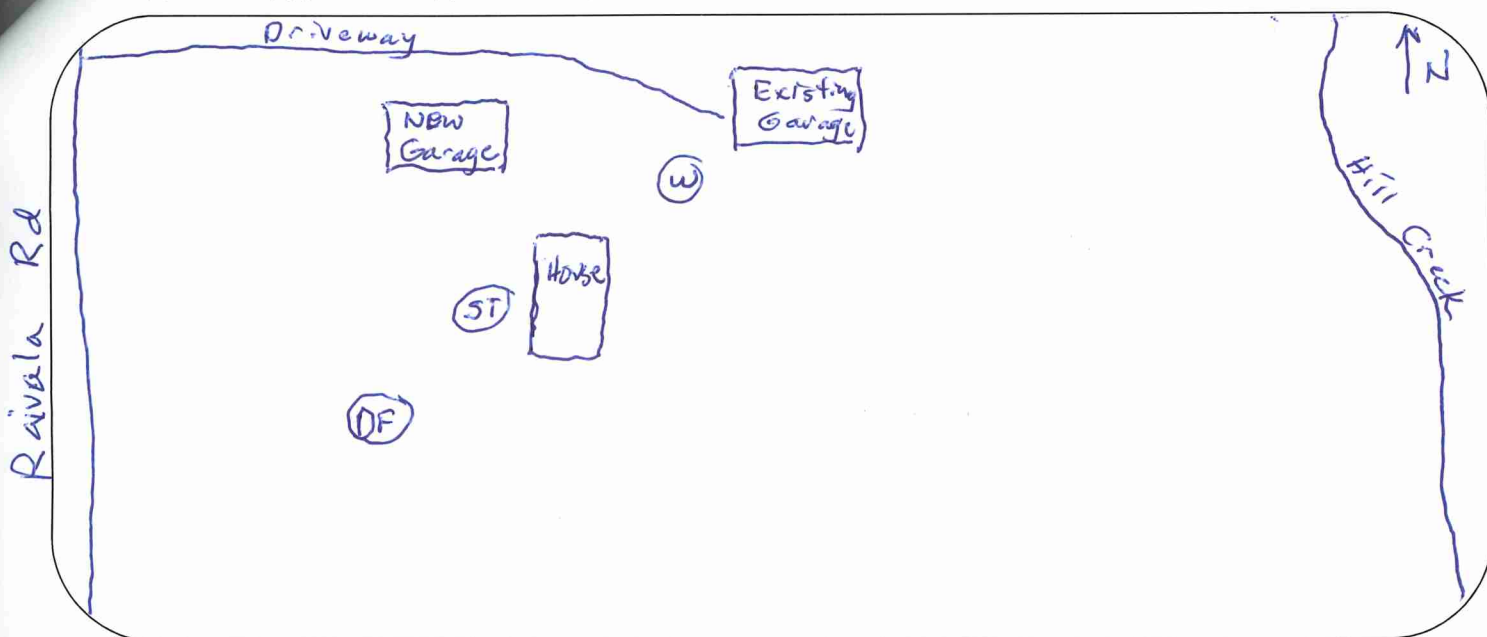 Driveway
N
Existing
Garage
NEW
Garage
W
Hill
Creek
Raivala Rd
House
ST
DF